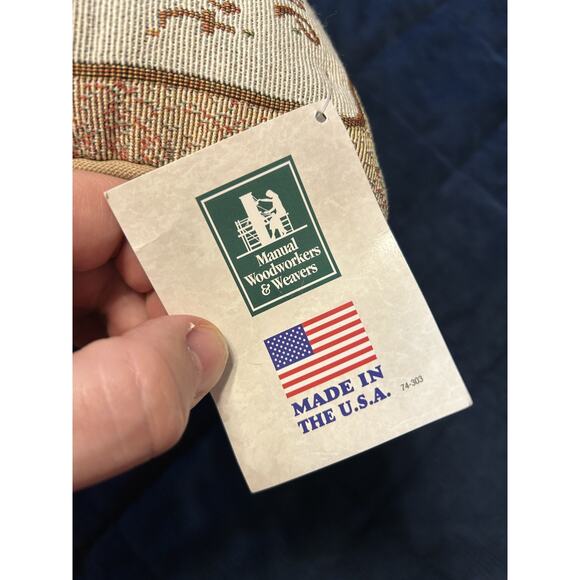 Manual
Woodworkers
& Weavers
MADE IN
THE U.S.A.
74-303